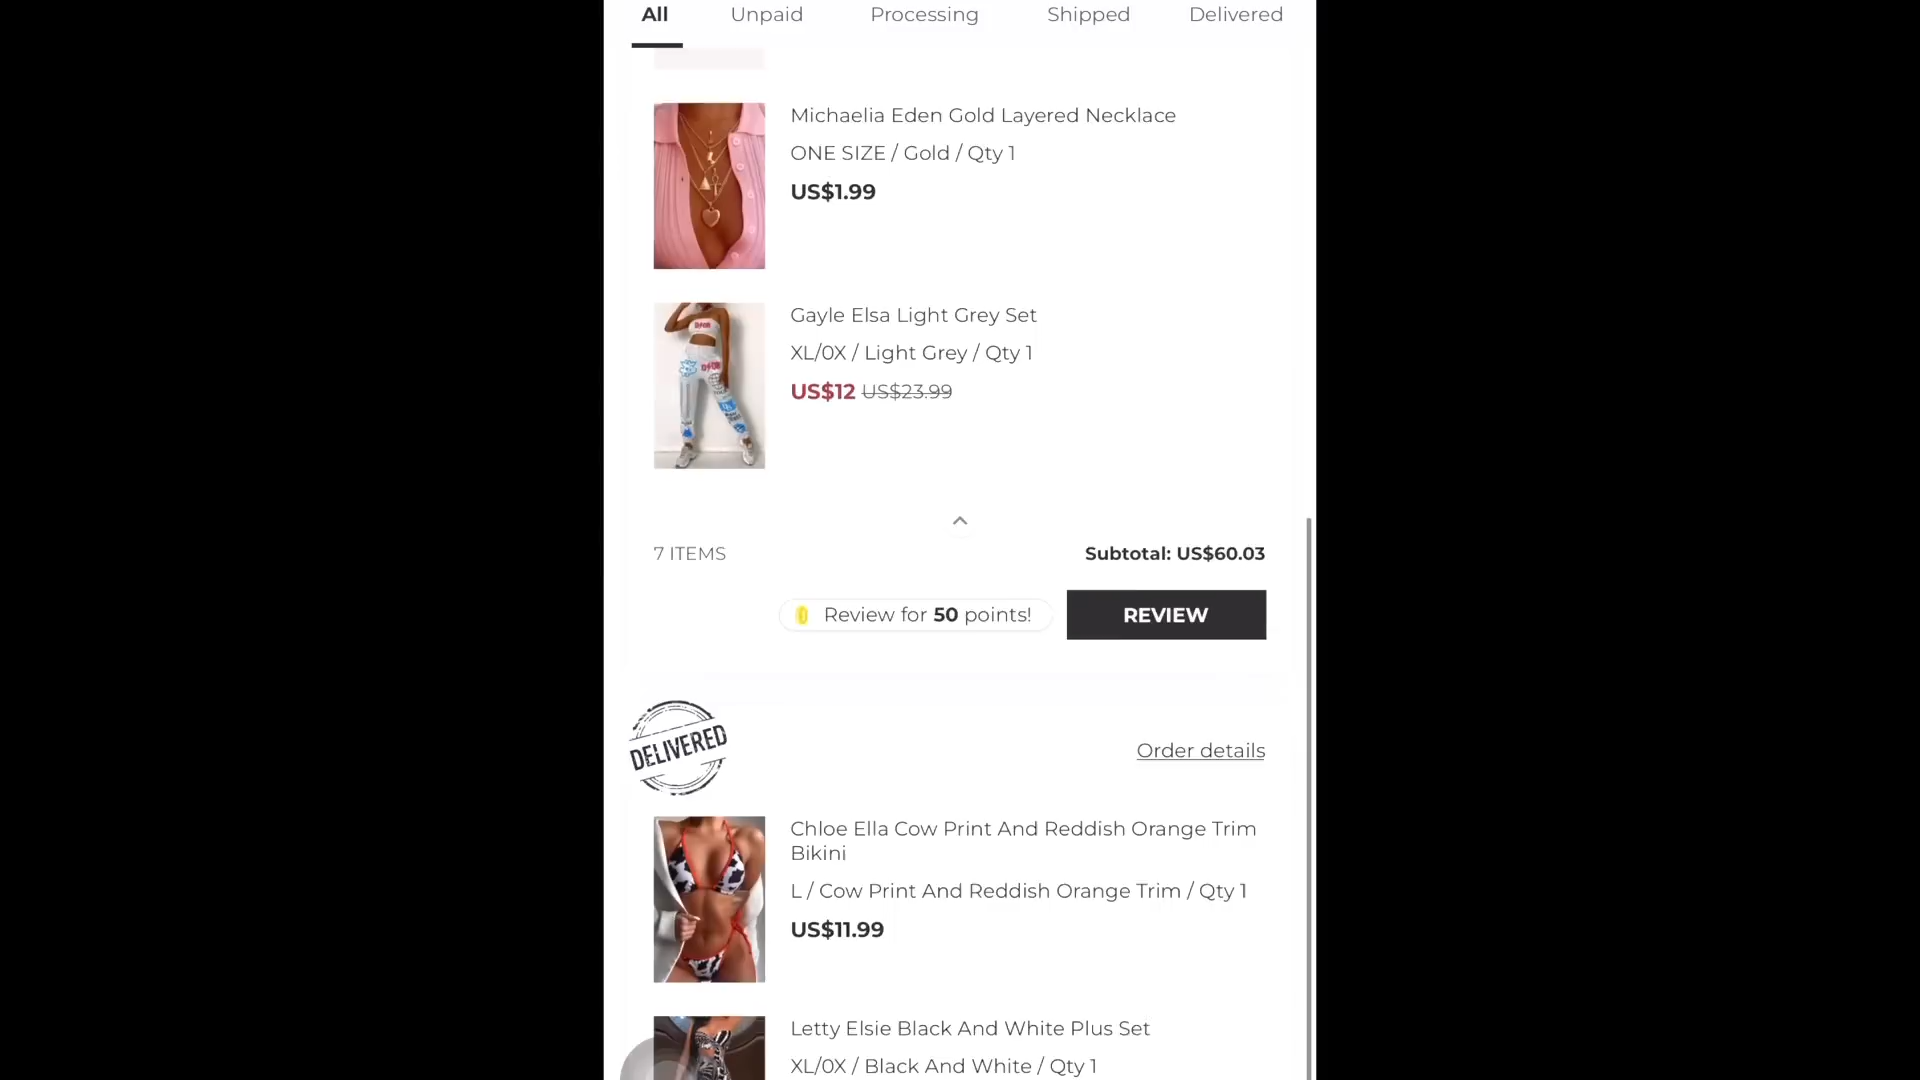 All Unpaid Processing Shipped Delivered
Michaelia Eden Gold Layered Necklace
ONE SIZE / Gold / Qty 1
US$1.99
Gayle Elsa Light Grey Set
XL/0X / Light Grey / Qty 1
US$12 US$23.99
7 ITEMS Subtotal: US$60.03
Review for 50 points! REVIEW
DELIVERED
Order details
Chloe Ella Cow Print And Reddish Orange Trim
Bikini
L / Cow Print And Reddish Orange Trim / Qty 1
US$11.99
Letty Elsie Black And White Plus Set
XL/0X / Black And White / Qty 1